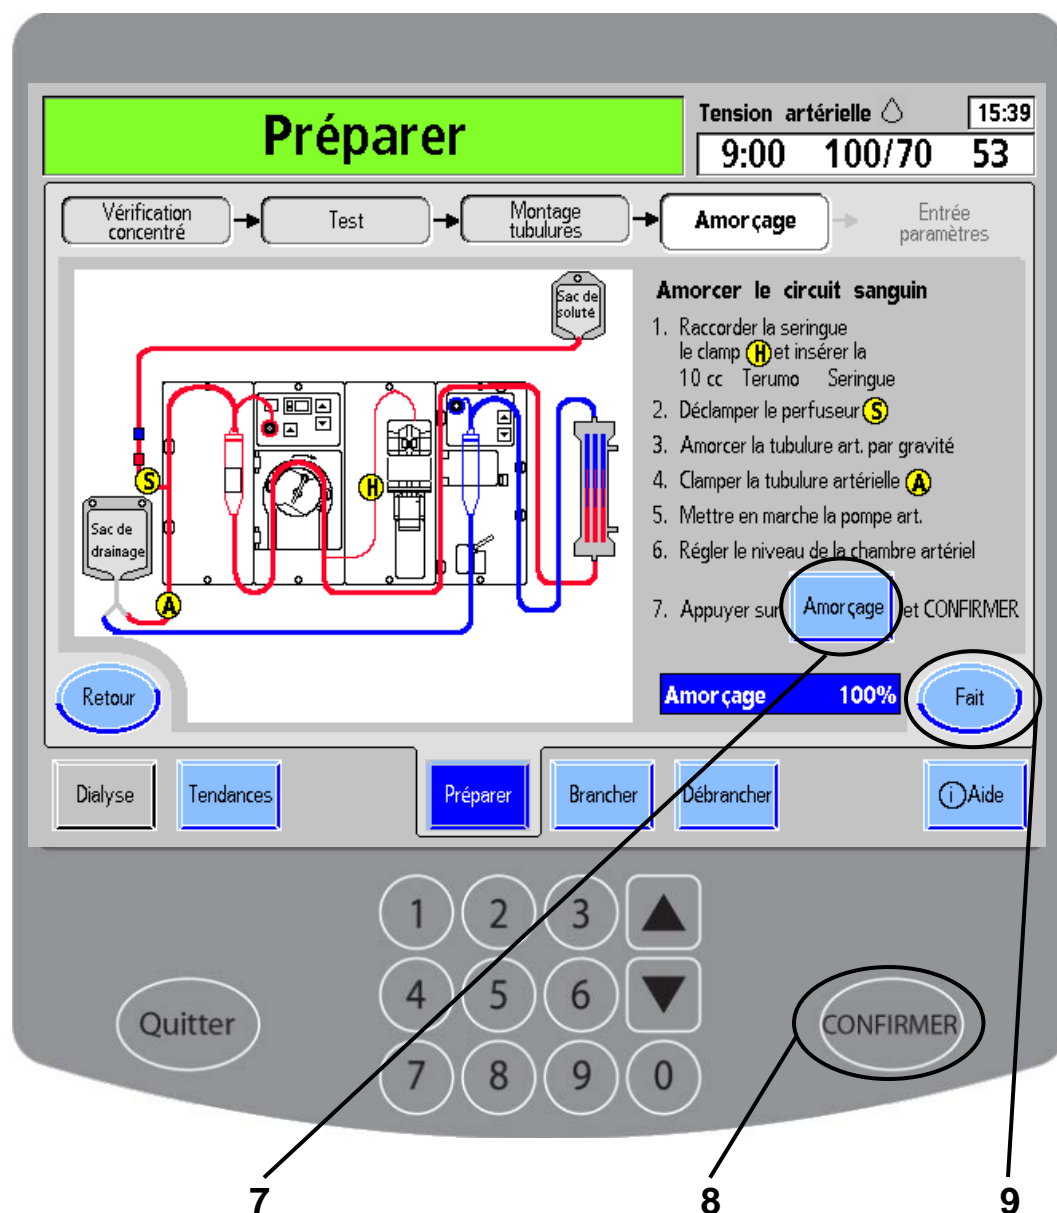 Préparer
Tension artérielle
15:39
9:00 100/70 53
Vérification
concentré
Test
Montage
tubulures
Amorçage
Entrée
paramètres
Sac de
soluté
S
H
Sac de
drainage
A
Amorcer le circuit sanguin
1. Raccorder la seringue
le clamp H et insérer la
10 cc Terumo Seringue
2. Déclamper le perfuseur S
3. Amorcer la tubulure art. par gravité
4. Clamper la tubulure artérielle A
5. Mettre en marche la pompe art.
6. Régler le niveau de la chambre artériel
7. Appuyer sur Amorçage et CONFIRMER
Retour
Amorçage 100%
Fait
Dialyse
Tendances
Préparer
Brancher
Débrancher
i Aide
1 2 3
4 5 6
7 8 9 0
Quitter
CONFIRMER
7 8 9